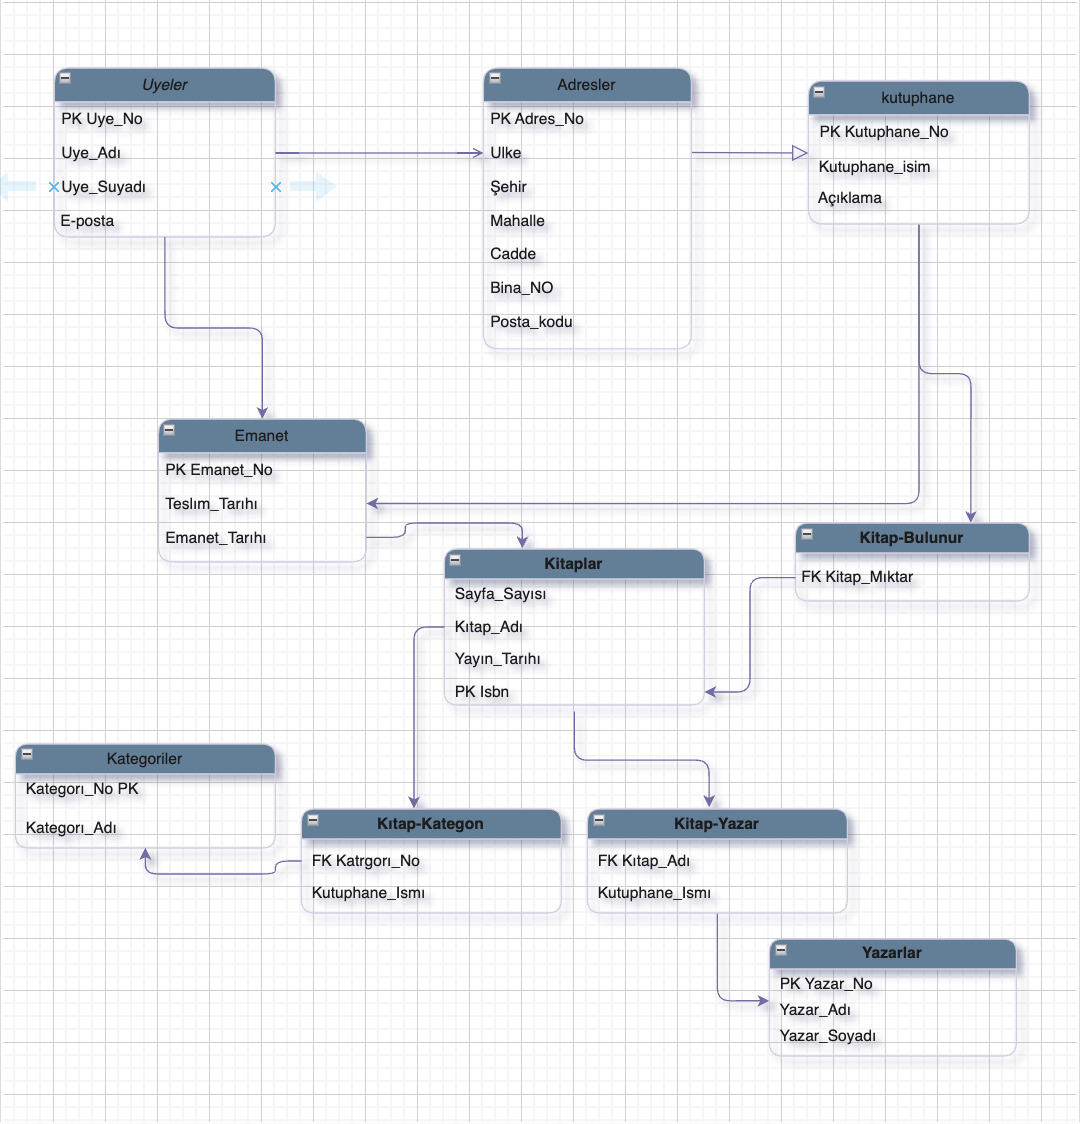 Uyeler
PK Uye_No
Uye_Adı
Uye_Suyadı
E-posta
Adresler
PK Adres_No
Ulke
Şehir
Mahalle
Cadde
Bina_NO
Posta_kodu
kutuphane
PK Kutuphane_No
Kutuphane_isim
Açıklama
Emanet
PK Emanet_No
Teslım_Tarıhı
Emanet_Tarıhı
Kitap-Bulunur
FK Kitap_Mıktar
Kitaplar
Sayfa_Sayısı
Kıtap_Adı
Yayın_Tarıhı
PK Isbn
Kategoriler
Kategorı_No PK
Kategorı_Adı
Kıtap-Kategon
FK Katrgorı_No
Kutuphane_Ismı
Kitap-Yazar
FK Kıtap_Adı
Kutuphane_Ismı
Yazarlar
PK Yazar_No
Yazar_Adı
Yazar_Soyadı